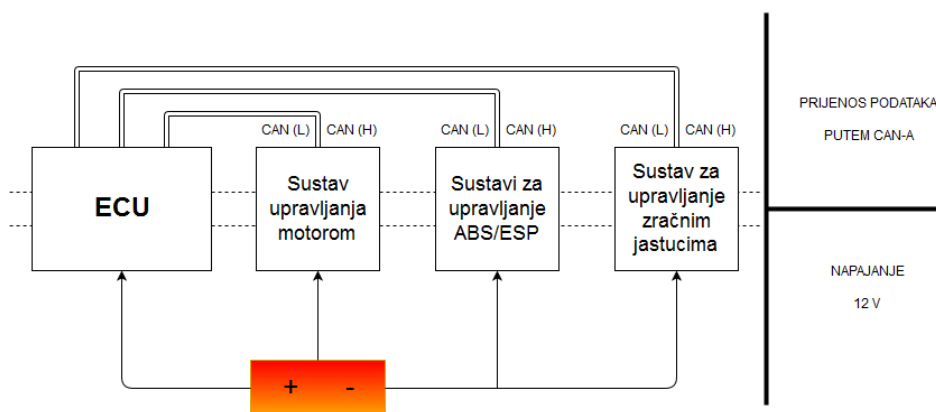 CAN (L) CAN (H)
CAN (L) CAN (H)
CAN (L) CAN (H)
ECU
Sustav
upravljanja
motorom
Sustavi za
upravljanje
ABS/ESP
Sustav za
upravljanje
zračnim
jastucima
PRIJENOS PODATAKA
PUTEM CAN-A
NAPAJANJE
12 V
+ -